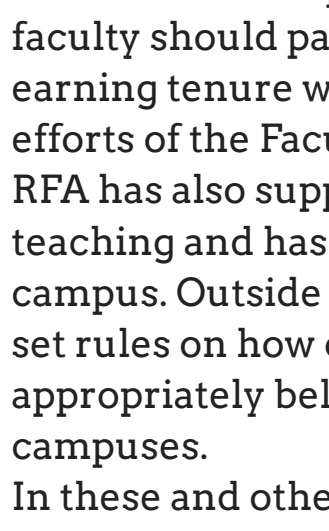 faculty should pa
earning tenure w
efforts of the Facu
RFA has also supp
teaching and has
campus. Outside
set rules on how
appropriately bel
campuses.
In these and othe